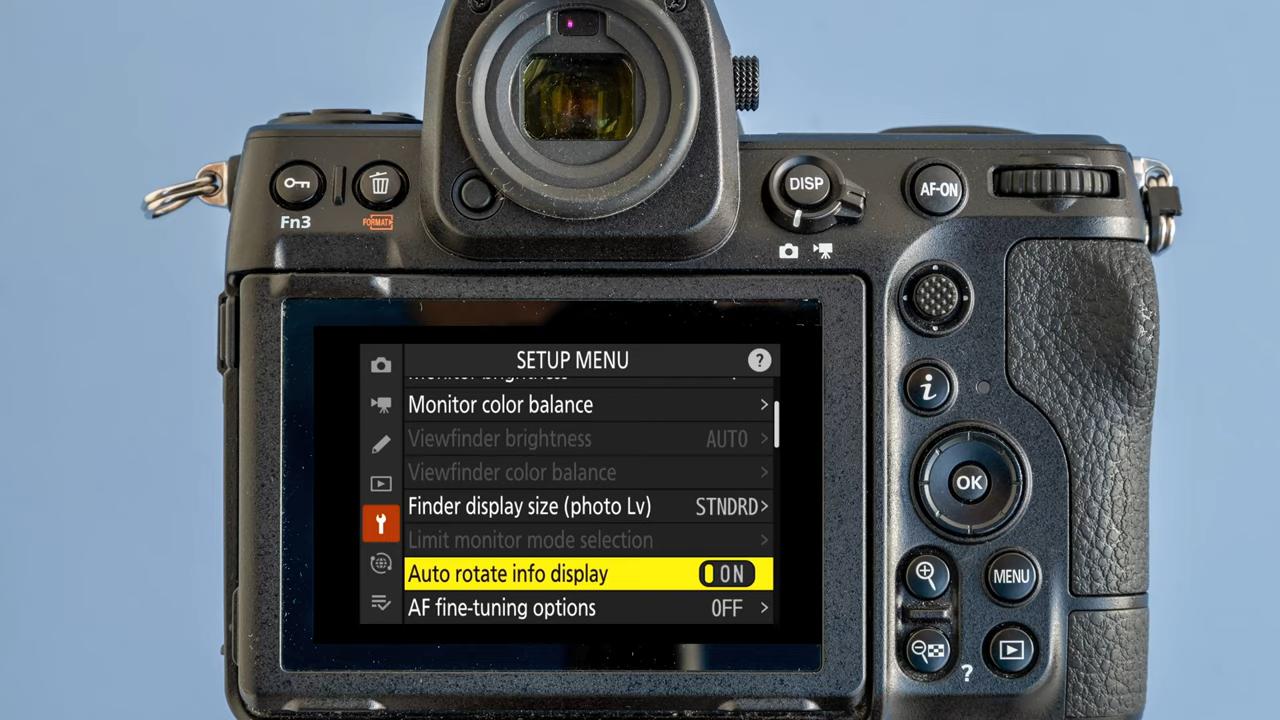 DISP
AF-ON
Fn3
FORMAT
SETUP MENU ?
Monitor brightness
Monitor color balance >
Viewfinder brightness AUTO >
Viewfinder color balance >
Finder display size (photo Lv) STNDRD>
Limit monitor mode selection >
Auto rotate info display ON
AF fine-tuning options OFF >
i
OK
MENU
?